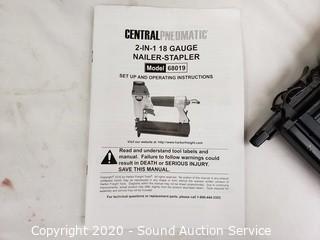 CENTRAL PNEUMATIC
2-IN-1 18 GAUGE
NAILER-STAPLER
Model 68019
SET UP AND OPERATING INSTRUCTIONS
Visit our website at: http://www.harborfreight.com
Read and understand tool labels and
manual. Failure to follow warnings could
result in DEATH or SERIOUS INJURY.
SAVE THIS MANUAL.
For technical questions or replacement parts, please call 1-800-444-3353
Copyright © 2020 - Sound Auction Service